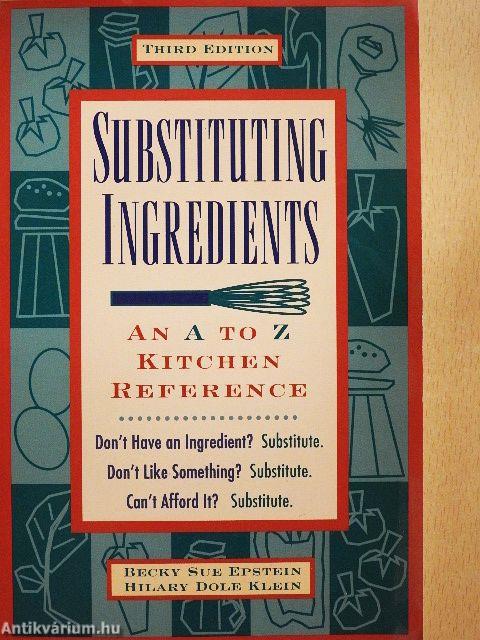 THIRD EDITION
SUBSTITUTING
INGREDIENTS
AN A TO Z
KITCHEN
REFERENCE
Don't Have an Ingredient? Substitute.
Don't Like Something? Substitute.
Can't Afford It? Substitute.
BECKY SUE EPSTEIN
HILARY DOLE KLEIN
Antikvárium.hu